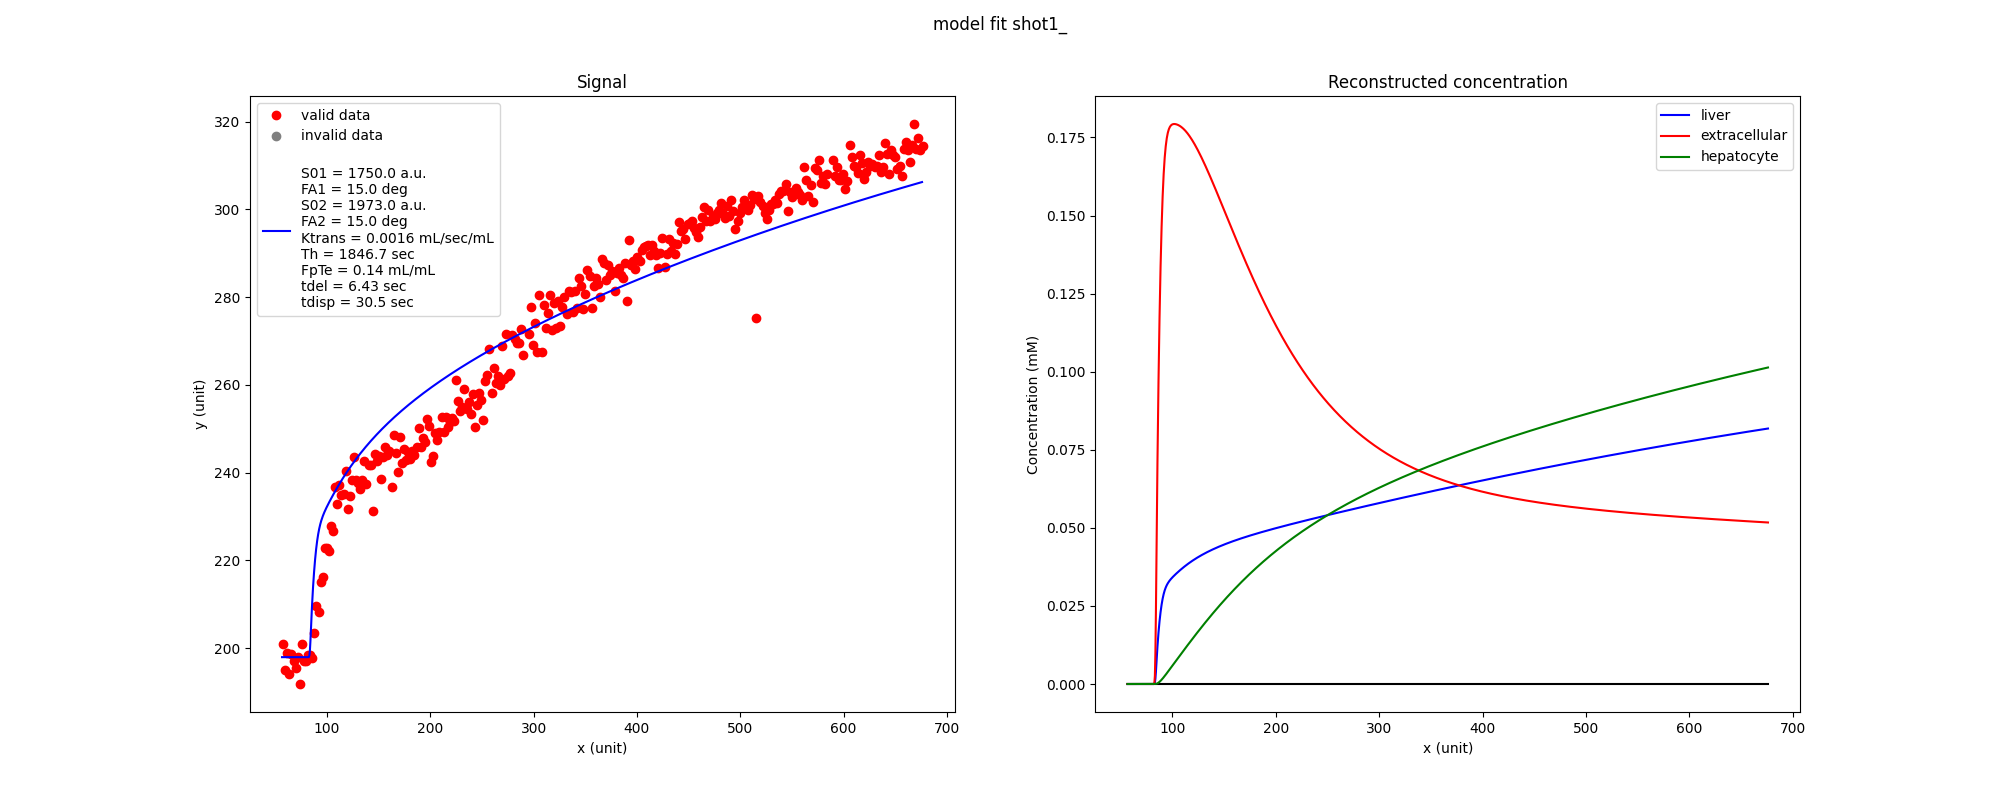 model fit shot1_
Signal
320
300
280
260
240
220
200
100 200 300 400 500 600 700
x (unit)
y (unit)
valid data
invalid data
S01 = 1750.0 a.u.
FA1 = 15.0 deg
S02 = 1973.0 a.u.
FA2 = 15.0 deg
Ktrans = 0.0016 mL/sec/mL
Th = 1846.7 sec
FpTe = 0.14 mL/mL
tdel = 6.43 sec
tdisp = 30.5 sec
Reconstructed concentration
0.175
0.150
0.125
0.100
0.075
0.050
0.025
0.000
100 200 300 400 500 600 700
x (unit)
Concentration (mM)
liver
extracellular
hepatocyte